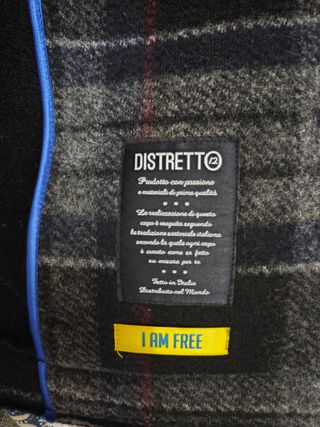 DISTRETTO 12
Prodotto con passione
e materiali di prima qualità
La realizzazione di questo
capo è eseguita seguendo
la tradizione sartoriale italiana
secondo la quale ogni capo
è curato come se fatto
su misura per te
Fatto in Italia
Distribuito nel Mondo
I AM FREE